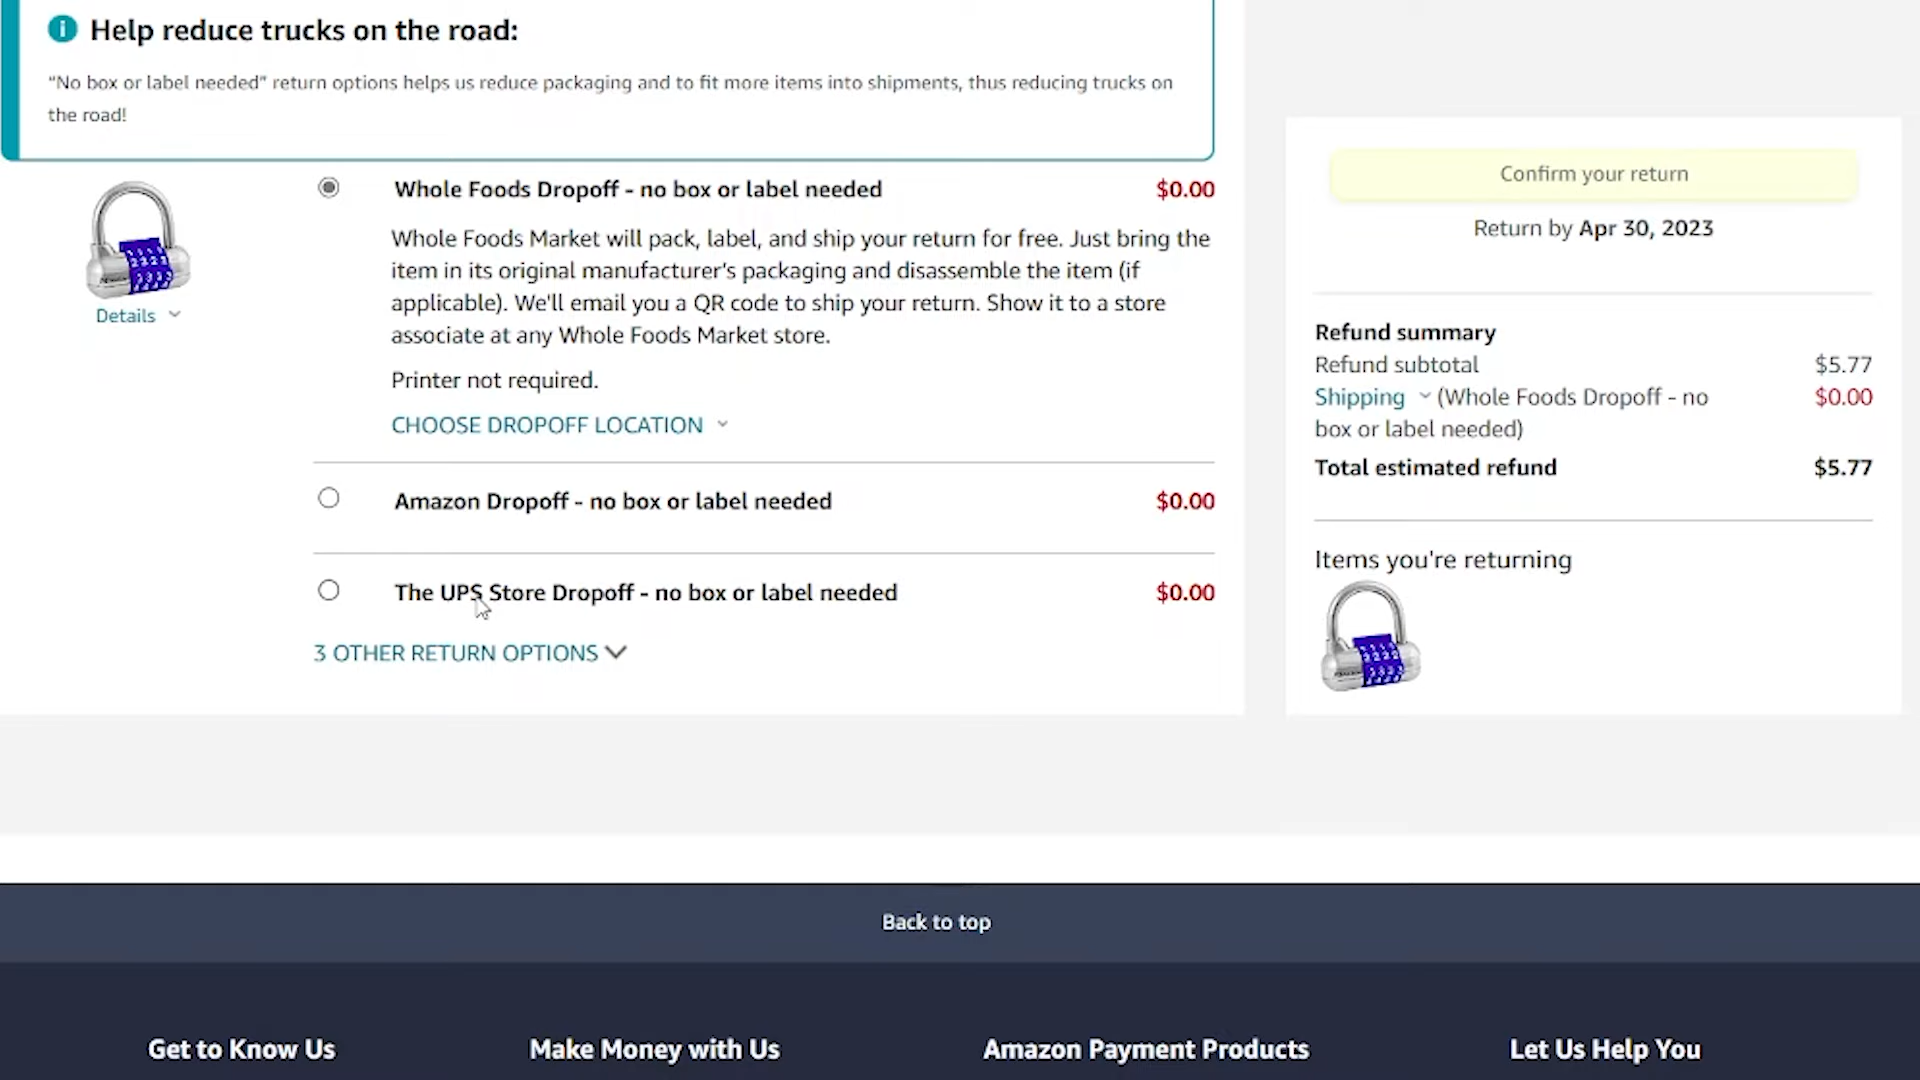 Help reduce trucks on the road:
“No box or label needed” return options helps us reduce packaging and to fit more items into shipments, thus reducing trucks on
the road!
Details
Whole Foods Dropoff - no box or label needed $0.00
Whole Foods Market will pack, label, and ship your return for free. Just bring the
item in its original manufacturer's packaging and disassemble the item (if
applicable). We'll email you a QR code to ship your return. Show it to a store
associate at any Whole Foods Market store.
Printer not required.
CHOOSE DROPOFF LOCATION
Amazon Dropoff - no box or label needed $0.00
The UPS Store Dropoff - no box or label needed $0.00
3 OTHER RETURN OPTIONS
Confirm your return
Return by Apr 30, 2023
Refund summary
Refund subtotal $5.77
Shipping (Whole Foods Dropoff - no $0.00
box or label needed)
Total estimated refund $5.77
Items you're returning
Back to top
Get to Know Us
Make Money with Us
Amazon Payment Products
Let Us Help You